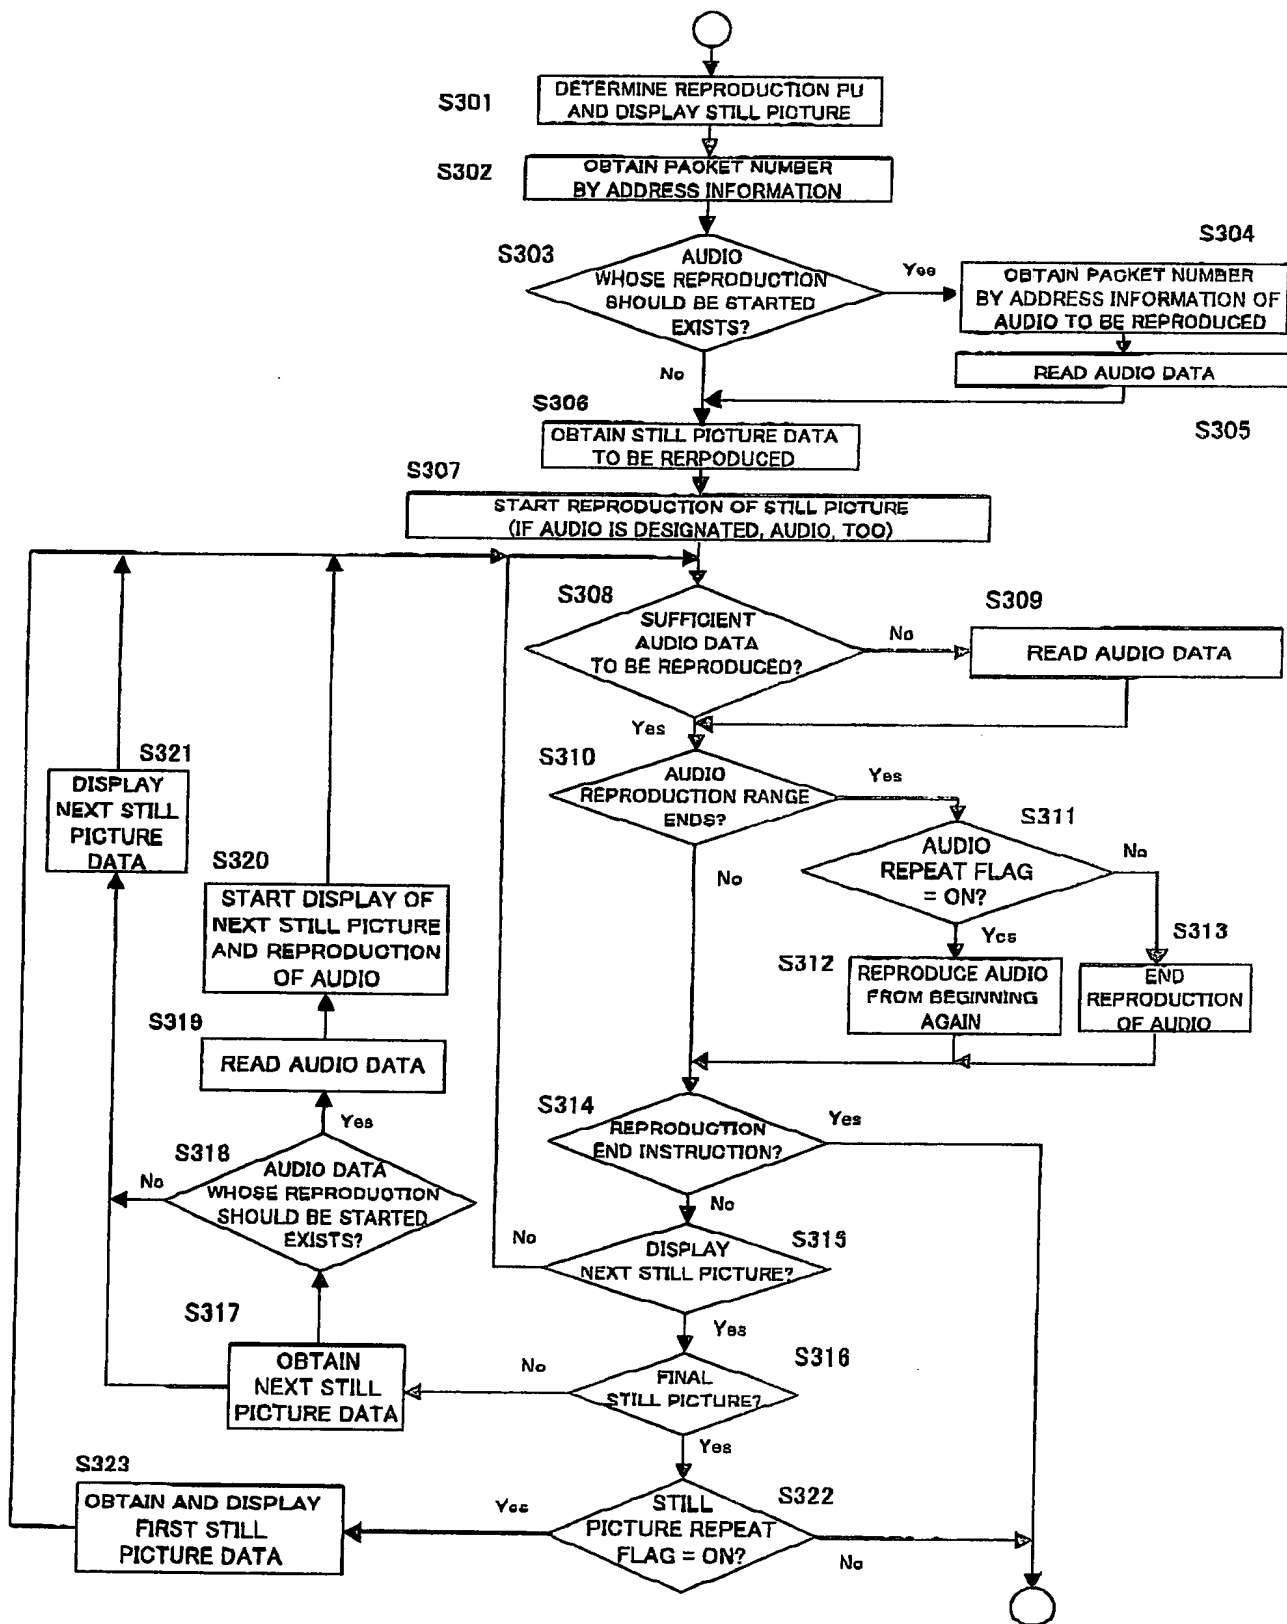 S301
DETERMINE REPRODUCTION PU
AND DISPLAY STILL PICTURE
S302
OBTAIN PACKET NUMBER
BY ADDRESS INFORMATION
S303
AUDIO
WHOSE REPRODUCTION
SHOULD BE STARTED
EXISTS?
Yes
No
S304
OBTAIN PACKET NUMBER
BY ADDRESS INFORMATION OF
AUDIO TO BE REPRODUCED
READ AUDIO DATA
S305
S306
OBTAIN STILL PICTURE DATA
TO BE RERPODUCED
S307
START REPRODUCTION OF STILL PICTURE
(IF AUDIO IS DESIGNATED, AUDIO, TOO)
S308
SUFFICIENT
AUDIO DATA
TO BE REPRODUCED?
No
Yes
S309
READ AUDIO DATA
S310
AUDIO
REPRODUCTION RANGE
ENDS?
Yes
No
S311
AUDIO
REPEAT FLAG
= ON?
No
Yes
S312
REPRODUCE AUDIO
FROM BEGINNING
AGAIN
S313
END
REPRODUCTION
OF AUDIO
S314
REPRODUCTION
END INSTRUCTION?
Yes
No
S315
DISPLAY
NEXT STILL PICTURE?
No
Yes
S316
FINAL
STILL PICTURE?
No
Yes
S317
OBTAIN
NEXT STILL
PICTURE DATA
S318
AUDIO DATA
WHOSE REPRODUCTION
SHOULD BE STARTED
EXISTS?
No
Yes
S319
READ AUDIO DATA
S320
START DISPLAY OF
NEXT STILL PICTURE
AND REPRODUCTION
OF AUDIO
S321
DISPLAY
NEXT STILL
PICTURE
DATA
S322
STILL
PICTURE REPEAT
FLAG = ON?
Yes
No
S323
OBTAIN AND DISPLAY
FIRST STILL
PICTURE DATA